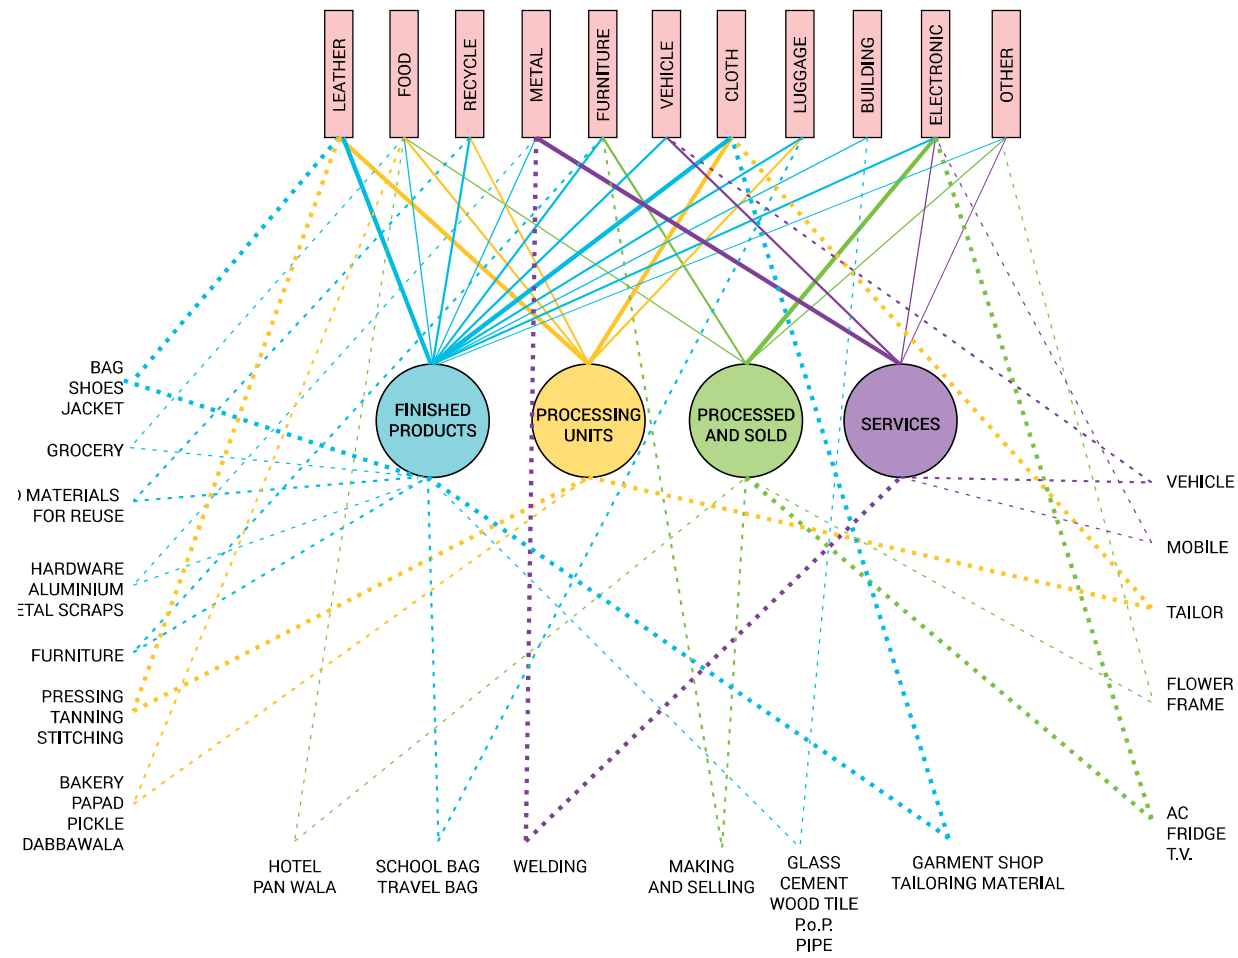 LEATHER
FOOD
RECYCLE
METAL
FURNITURE
VEHICLE
CLOTH
LUGGAGE
BUILDING
ELECTRONIC
OTHER
FINISHED
PRODUCTS
PROCESSING
UNITS
PROCESSED
AND SOLD
SERVICES
BAG
SHOES
JACKET
GROCERY
MATERIALS
FOR REUSE
HARDWARE
ALUMINIUM
ETAL SCRAPS
FURNITURE
PRESSING
TANNING
STITCHING
BAKERY
PAPAD
PICKLE
DABBAWALA
HOTEL
PAN WALA
SCHOOL BAG
TRAVEL BAG
WELDING
MAKING
AND SELLING
GLASS
CEMENT
WOOD TILE
P.o.P.
PIPE
GARMENT SHOP
TAILORING MATERIAL
VEHICLE
MOBILE
TAILOR
FLOWER
FRAME
AC
FRIDGE
T.V.